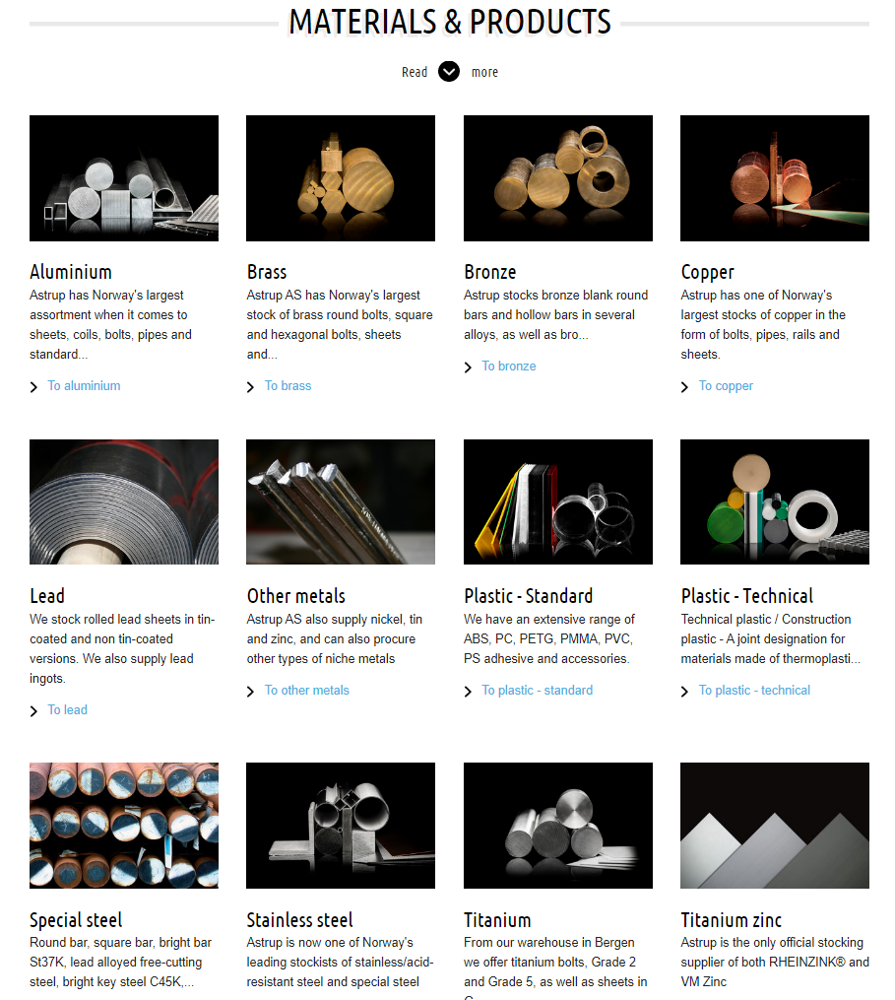 MATERIALS & PRODUCTS
Read more
Aluminium
Astrup has Norway's largest
assortment when it comes to
sheets, coils, bolts, pipes and
standard...
To aluminium
Brass
Astrup AS has Norway's largest
stock of brass round bolts, square
and hexagonal bolts, sheets
and...
To brass
Bronze
Astrup stocks bronze blank round
bars and hollow bars in several
alloys, as well as bro...
To bronze
Copper
Astrup has one of Norway's
largest stocks of copper in the
form of bolts, pipes, rails and
sheets.
To copper
Lead
We stock rolled lead sheets in tin-
coated and non tin-coated
versions. We also supply lead
ingots.
To lead
Other metals
Astrup AS also supply nickel, tin
and zinc, and can also procure
other types of niche metals
To other metals
Plastic - Standard
We have an extensive range of
ABS, PC, PETG, PMMA, PVC,
PS adhesive and accessories.
To plastic - standard
Plastic - Technical
Technical plastic / Construction
plastic - A joint designation for
materials made of thermoplasti...
To plastic - technical
Special steel
Round bar, square bar, bright bar
St37K, lead alloyed free-cutting
steel, bright key steel C45K,...
Stainless steel
Astrup is now one of Norway's
leading stockists of stainless/acid-
resistant steel and special steel
Titanium
From our warehouse in Bergen
we offer titanium bolts, Grade 2
and Grade 5, as well as sheets in
Titanium zinc
Astrup is the only official stocking
supplier of both RHEINZINK® and
VM Zinc